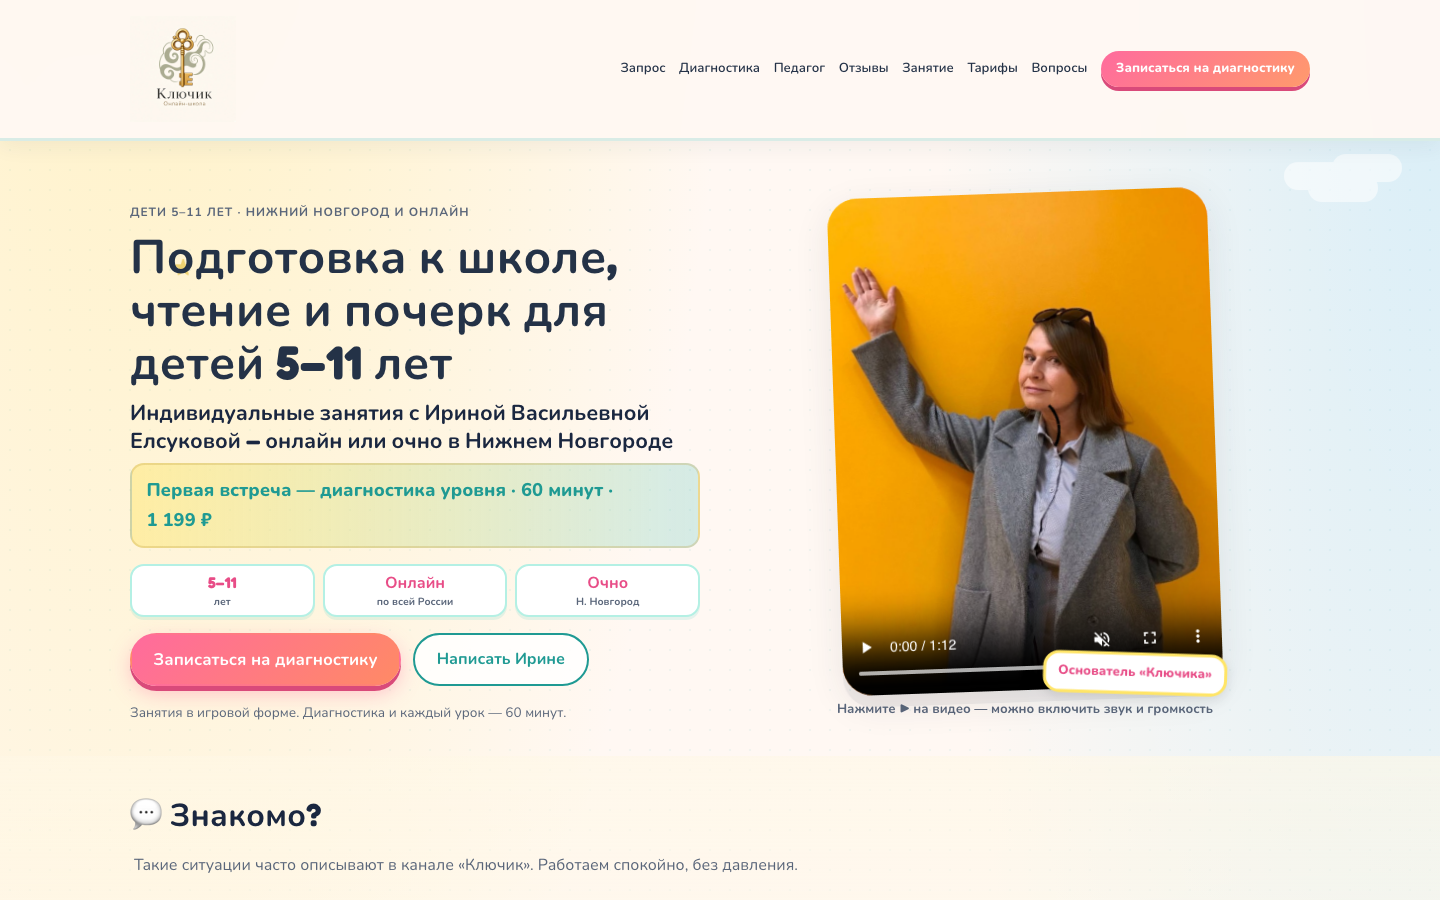 Ключик
Онлайн-школа
Запрос Диагностика Педагог Отзывы Занятие Тарифы Вопросы Записаться на диагностику
ДЕТИ 5–11 ЛЕТ · НИЖНИЙ НОВГОРОД И ОНЛАЙН
Подготовка к школе,
чтение и почерк для
детей 5–11 лет
Индивидуальные занятия с Ириной Васильевной
Елсуковой — онлайн или очно в Нижнем Новгороде
Первая встреча — диагностика уровня · 60 минут ·
1 199 ₽
5–11
лет
Онлайн
по всей России
Очно
Н. Новгород
Записаться на диагностику
Написать Ирине
Занятия в игровой форме. Диагностика и каждый урок — 60 минут.
0:00 / 1:12
Основатель «Ключика»
Нажмите ▶ на видео — можно включить звук и громкость
Знакомо?
Такие ситуации часто описывают в канале «Ключик». Работаем спокойно, без давления.